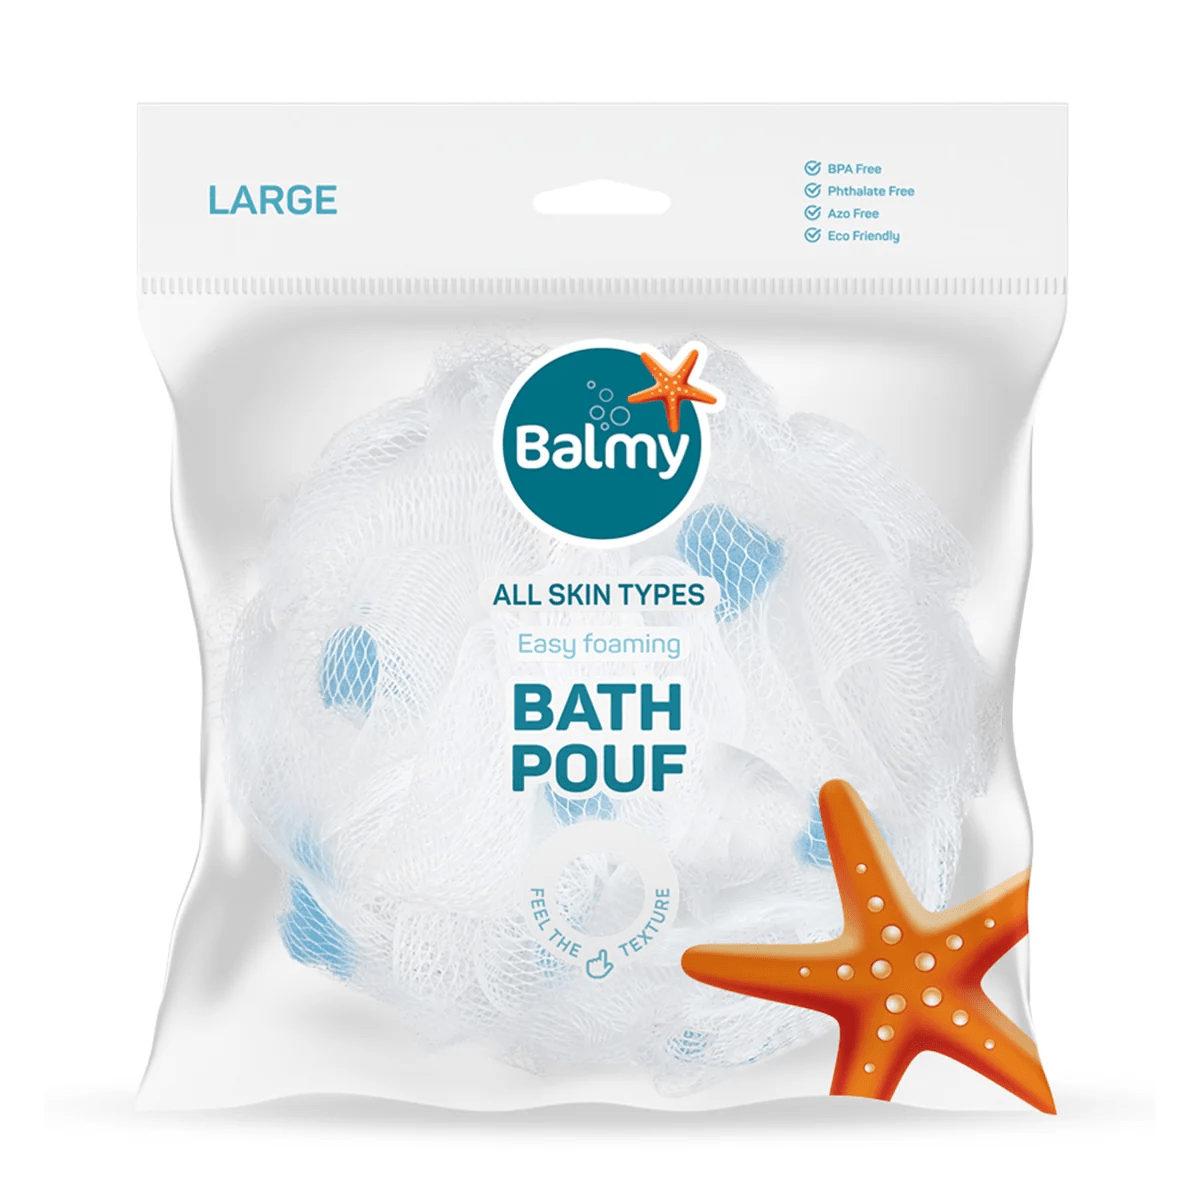 LARGE
BPA Free
Phthalate Free
Azo Free
Eco Friendly
Balmy
ALL SKIN TYPES
Easy foaming
BATH
POUF
FEEL THE TEXTURE